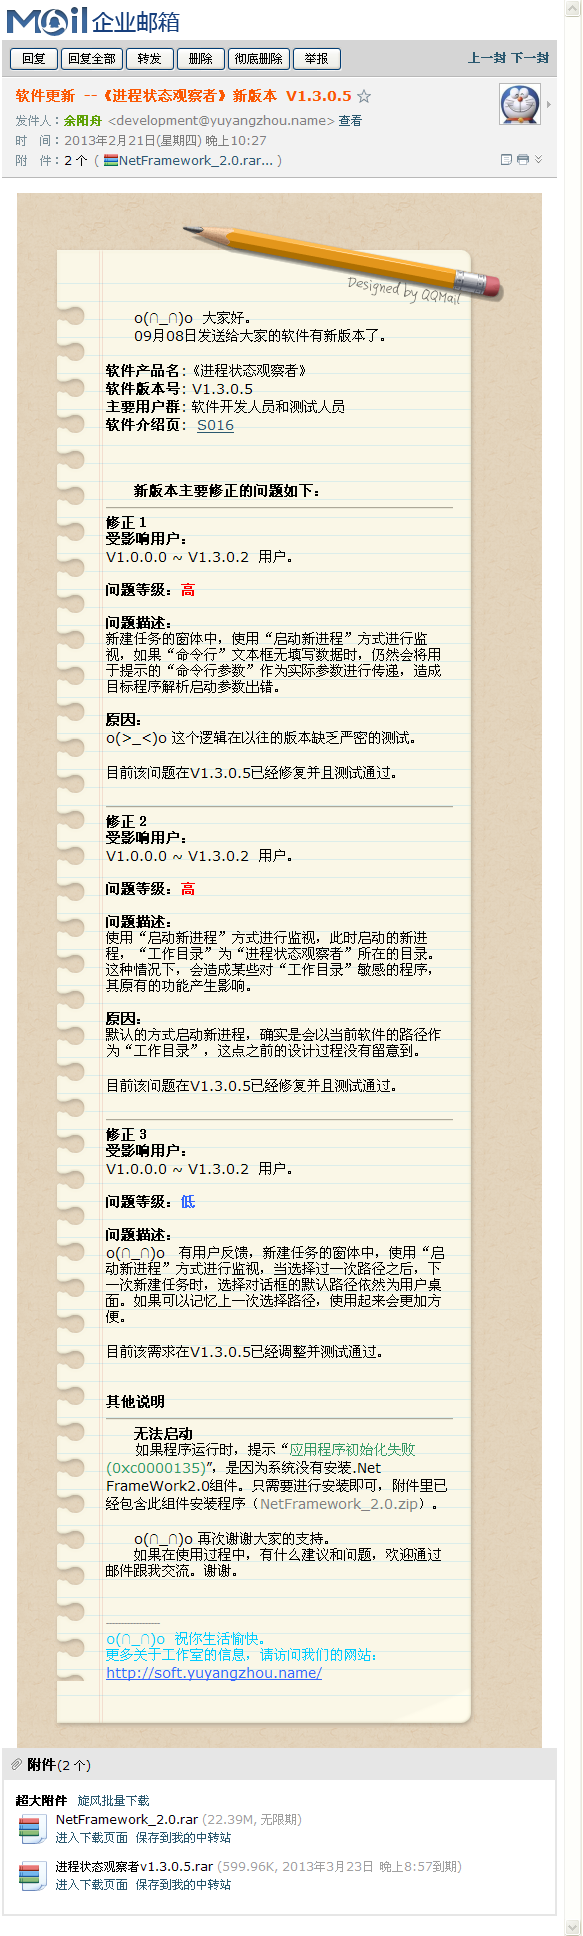 Mail企业邮箱
回复 回复全部 转发 删除 彻底删除 举报 上一封 下一封
软件更新 --《进程状态观察者》新版本 V1.3.0.5
发件人：余阳舟 <development@yuyangzhou.name> 查看
时 间：2013年2月21日(星期四) 晚上10:27
附 件：2 个 ( NetFramework_2.0.rar... )
Designed by QQMail
o(∩_∩)o 大家好。
09月08日发送给大家的软件有新版本了。
软件产品名：《进程状态观察者》
软件版本号：V1.3.0.5
主要用户群：软件开发人员和测试人员
软件介绍页： S016
新版本主要修正的问题如下：
修正 1
受影响用户：
V1.0.0.0 ~ V1.3.0.2 用户。
问题等级：高
问题描述：
新建任务的窗体中，使用“启动新进程”方式进行监
视，如果“命令行”文本框无填写数据时，仍然会将用
于提示的“命令行参数”作为实际参数进行传递，造成
目标程序解析启动参数出错。
原因：
o(>_<)o 这个逻辑在以往的版本缺乏严密的测试。
目前该问题在V1.3.0.5已经修复并且测试通过。
修正 2
受影响用户：
V1.0.0.0 ~ V1.3.0.2 用户。
问题等级：高
问题描述：
使用“启动新进程”方式进行监视，此时启动的新进
程，“工作目录”为“进程状态观察者”所在的目录。
这种情况下，会造成某些对“工作目录”敏感的程序，
其原有的功能产生影响。
原因：
默认的方式启动新进程，确实是会以当前软件的路径作
为“工作目录”，这点之前的设计过程没有留意到。
目前该问题在V1.3.0.5已经修复并且测试通过。
修正 3
受影响用户：
V1.0.0.0 ~ V1.3.0.2 用户。
问题等级：低
问题描述：
o(∩_∩)o 有用户反馈，新建任务的窗体中，使用“启
动新进程”方式进行监视，当选择过一次路径之后，下
一次新建任务时，选择对话框的默认路径依然为用户桌
面。如果可以记忆上一次选择路径，使用起来会更加方
便。
目前该需求在V1.3.0.5已经调整并测试通过。
其他说明
无法启动
如果程序运行时，提示“应用程序初始化失败
(0xc0000135)”，是因为系统没有安装.Net
FrameWork2.0组件。只需要进行安装即可，附件里已
经包含此组件安装程序（NetFramework_2.0.zip）。
o(∩_∩)o 再次谢谢大家的支持。
如果在使用过程中，有什么建议和问题，欢迎通过
邮件跟我交流。谢谢。
o(∩_∩)o 祝你生活愉快。
更多关于工作室的信息，请访问我们的网站：
http://soft.yuyangzhou.name/
附件(2 个)
超大附件 旋风批量下载
NetFramework_2.0.rar (22.39M, 无限期)
进入下载页面 保存到我的中转站
进程状态观察者v1.3.0.5.rar (599.96K, 2013年3月23日 晚上8:57到期)
进入下载页面 保存到我的中转站